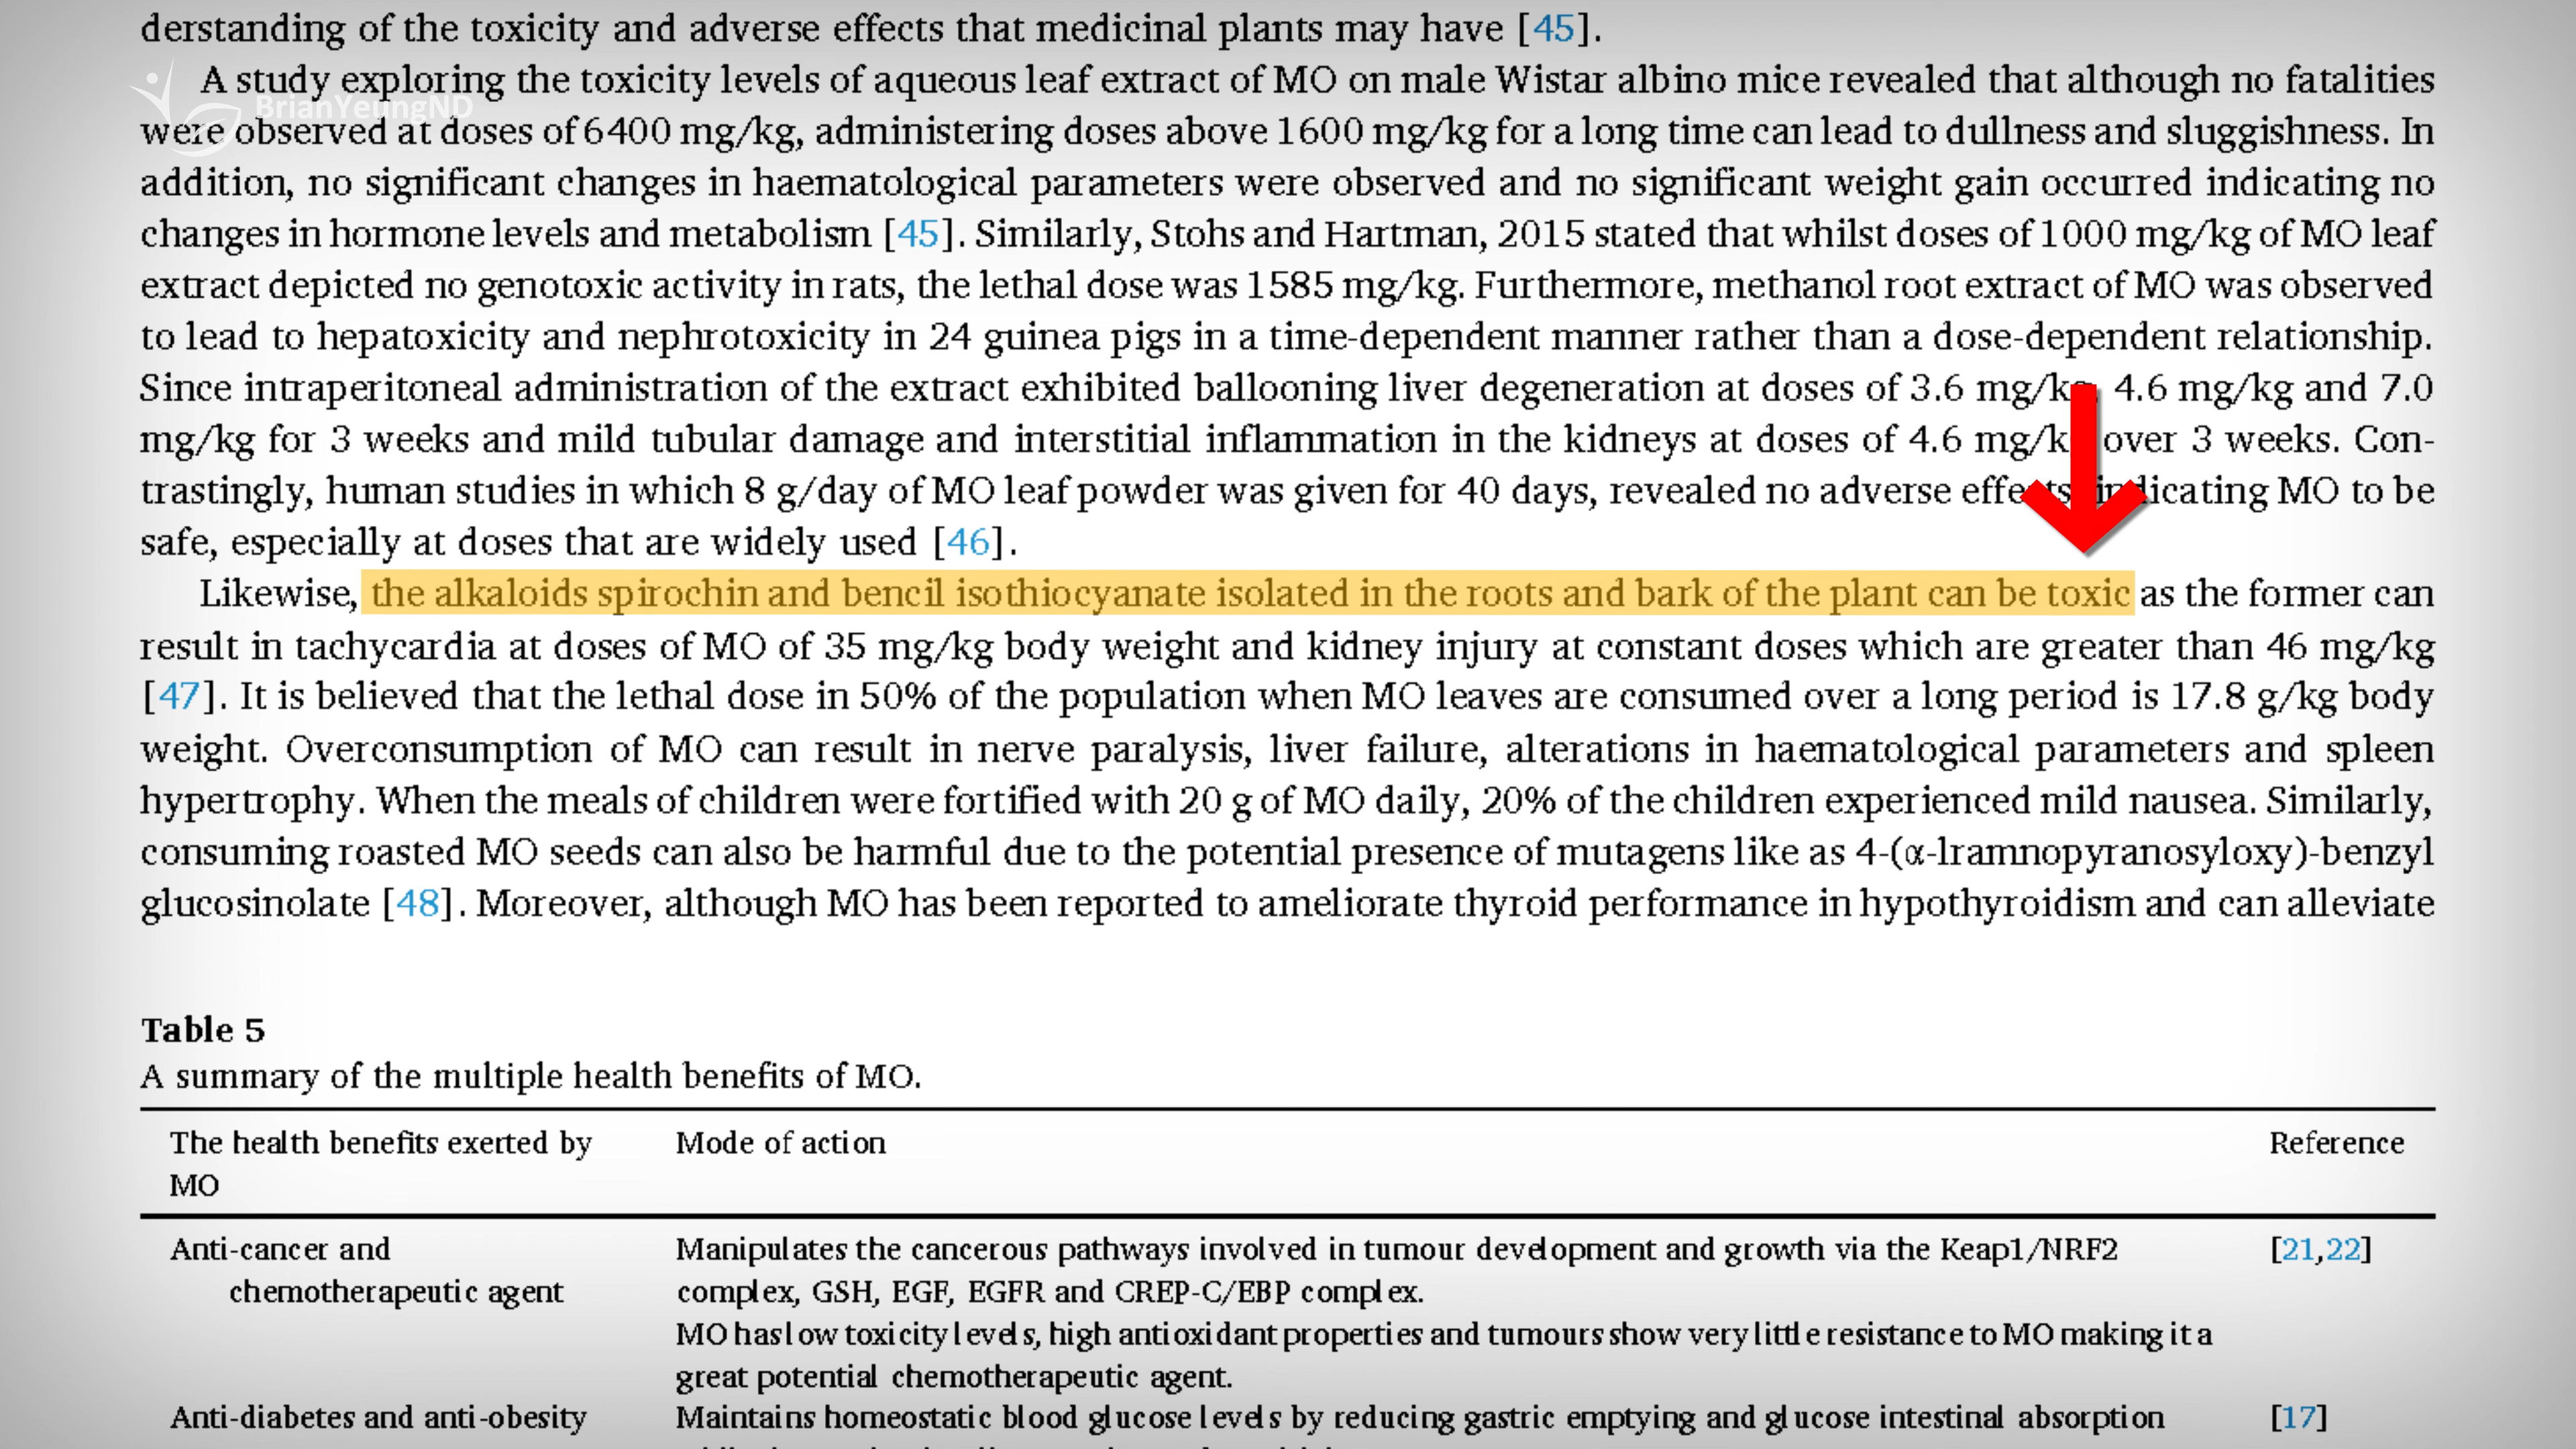 derstanding of the toxicity and adverse effects that medicinal plants may have [45].
A study exploring the toxicity levels of aqueous leaf extract of MO on male Wistar albino mice revealed that although no fatalities
BrianYeungND
were observed at doses of 6400 mg/kg, administering doses above 1600 mg/kg for a long time can lead to dullness and sluggishness. In
addition, no significant changes in haematological parameters were observed and no significant weight gain occurred indicating no
changes in hormone levels and metabolism [45]. Similarly, Stohs and Hartman, 2015 stated that whilst doses of 1000 mg/kg of MO leaf
extract depicted no genotoxic activity in rats, the lethal dose was 1585 mg/kg. Furthermore, methanol root extract of MO was observed
to lead to hepatoxicity and nephrotoxicity in 24 guinea pigs in a time-dependent manner rather than a dose-dependent relationship.
Since intraperitoneal administration of the extract exhibited ballooning liver degeneration at doses of 3.6 mg/kg, 4.6 mg/kg and 7.0
mg/kg for 3 weeks and mild tubular damage and interstitial inflammation in the kidneys at doses of 4.6 mg/k over 3 weeks. Con-
trastingly, human studies in which 8 g/day of MO leaf powder was given for 40 days, revealed no adverse effects indicating MO to be
safe, especially at doses that are widely used [46].
Likewise, the alkaloids spirochin and bencil isothiocyanate isolated in the roots and bark of the plant can be toxic as the former can
result in tachycardia at doses of MO of 35 mg/kg body weight and kidney injury at constant doses which are greater than 46 mg/kg
[47]. It is believed that the lethal dose in 50% of the population when MO leaves are consumed over a long period is 17.8 g/kg body
weight. Overconsumption of MO can result in nerve paralysis, liver failure, alterations in haematological parameters and spleen
hypertrophy. When the meals of children were fortified with 20 g of MO daily, 20% of the children experienced mild nausea. Similarly,
consuming roasted MO seeds can also be harmful due to the potential presence of mutagens like as 4-(α-lramnopyranosyloxy)-benzyl
glucosinolate [48]. Moreover, although MO has been reported to ameliorate thyroid performance in hypothyroidism and can alleviate
Table 5
A summary of the multiple health benefits of MO.
The health benefits exerted by MO
Mode of action
Reference
Anti-cancer and chemotherapeutic agent
Manipulates the cancerous pathways involved in tumour development and growth via the Keap1/NRF2
complex, GSH, EGF, EGFR and CREP-C/EBP complex.
MO has low toxicity levels, high antioxidant properties and tumours show very little resistance to MO making it a
great potential chemotherapeutic agent.
[21,22]
Anti-diabetes and anti-obesity
Maintains homeostatic blood glucose levels by reducing gastric emptying and glucose intestinal absorption
[17]